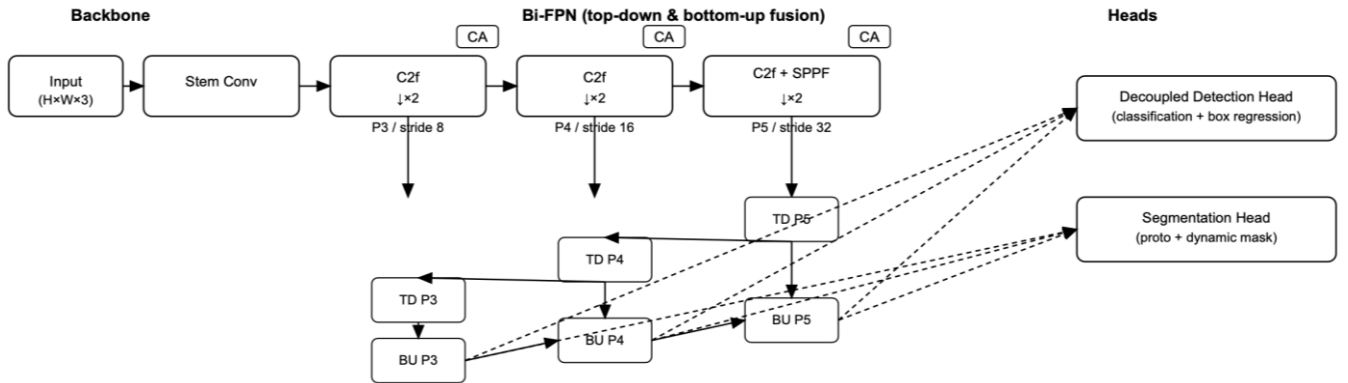 Backbone
Bi-FPN (top-down & bottom-up fusion)
Heads
CA
CA
CA
Input
(H×W×3)
Stem Conv
C2f
↓×2
C2f
↓×2
C2f + SPPF
↓×2
P3 / stride 8
P4 / stride 16
P5 / stride 32
Decoupled Detection Head
(classification + box regression)
Segmentation Head
(proto + dynamic mask)
TD P5
TD P4
TD P3
BU P5
BU P4
BU P3